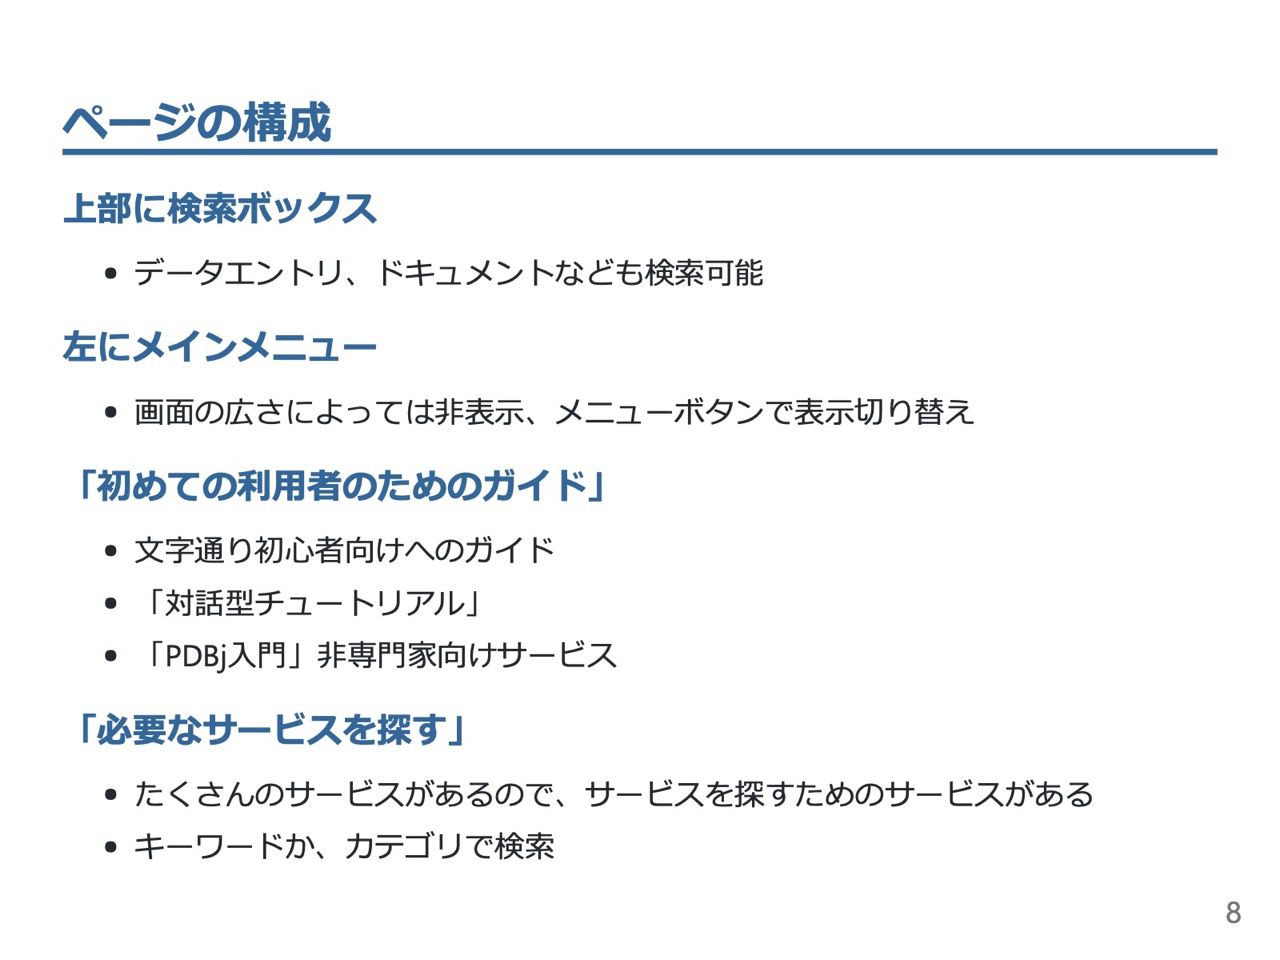 ページの構成
上部に検索ボックス
• データエントリ、ドキュメントなども検索可能
左にメインメニュー
• 画面の広さによっては非表示、メニューボタンで表示切り替え
「初めての利用者のためのガイド」
• 文字通り初心者向けへのガイド
• 「対話型チュートリアル」
• 「PDBj入門」非専門家向けサービス
「必要なサービスを探す」
• たくさんのサービスがあるので、サービスを探すためのサービスがある
• キーワードか、カテゴリで検索
8